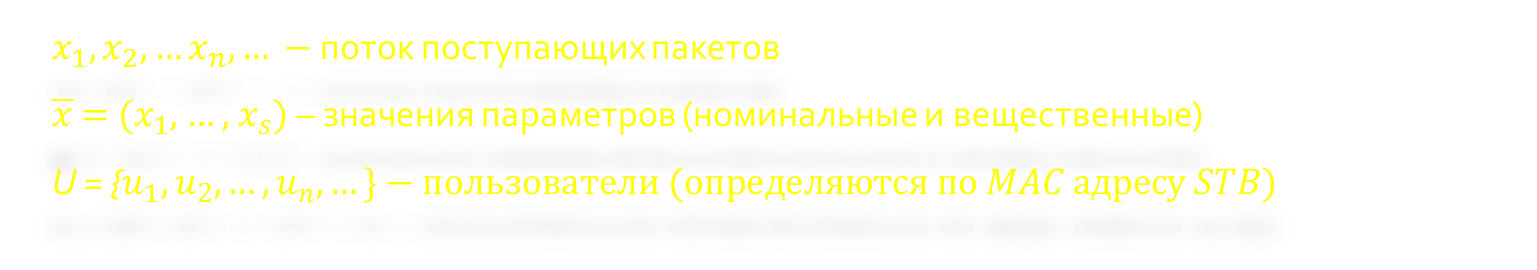 x₁, x₂, … xₙ, … — поток поступающих пакетов
x̅ = (x₁, … , xₛ) – значения параметров (номинальные и вещественные)
U = {u₁, u₂, … , uₙ, … } − пользователи (определяются по MAC адресу STB)